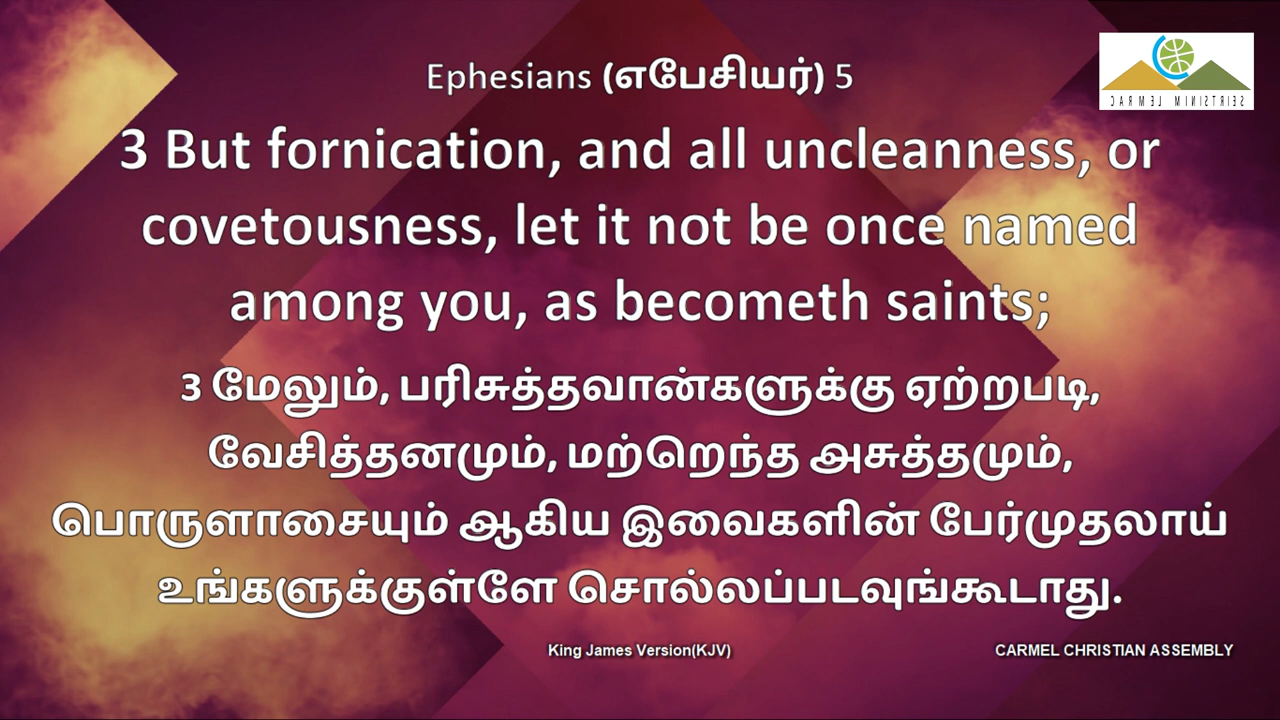 Ephesians (எபேசியர்) 5
CARMEL MINISTRIES
3 But fornication, and all uncleanness, or
covetousness, let it not be once named
among you, as becometh saints;
3 மேலும், பரிசுத்தவான்களுக்கு ஏற்றபடி,
வேசித்தனமும், மற்றெந்த அசுத்தமும்,
பொருளாசையும் ஆகிய இவைகளின் பேர்முதலாய்
உங்களுக்குள்ளே சொல்லப்படவுங்கூடாது.
King James Version(KJV)
CARMEL CHRISTIAN ASSEMBLY